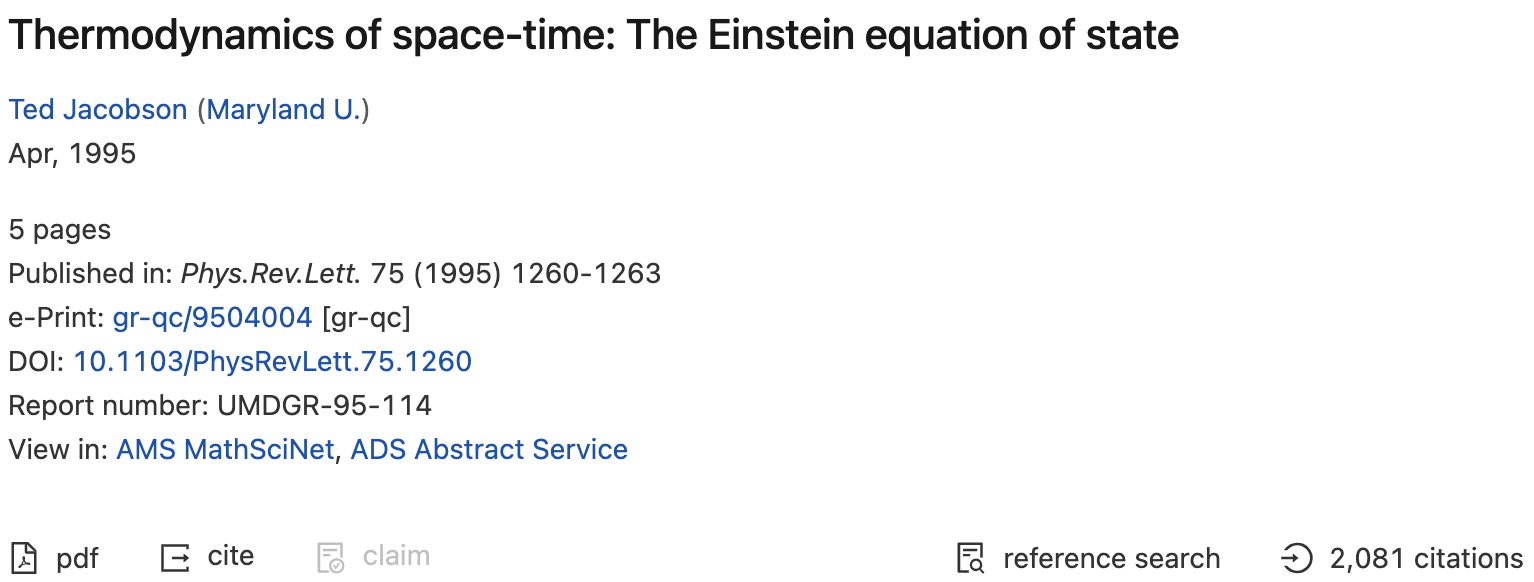 Thermodynamics of space-time: The Einstein equation of state
Ted Jacobson (Maryland U.)
Apr, 1995
5 pages
Published in: Phys.Rev.Lett. 75 (1995) 1260-1263
e-Print: gr-qc/9504004 [gr-qc]
DOI: 10.1103/PhysRevLett.75.1260
Report number: UMDGR-95-114
View in: AMS MathSciNet, ADS Abstract Service
pdf cite claim reference search 2,081 citations